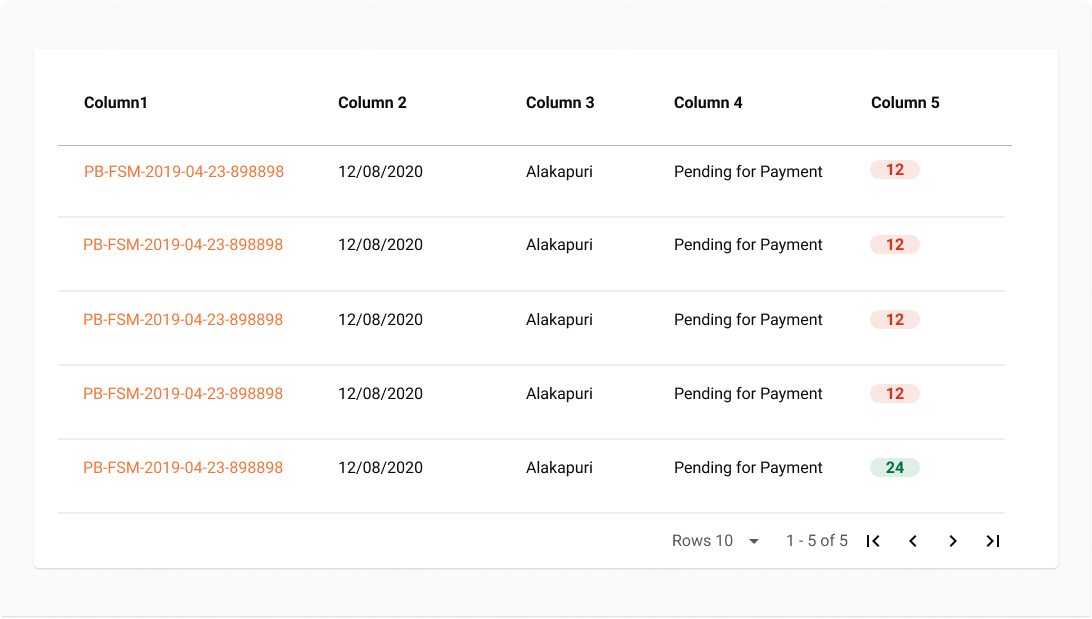 Column1 Column 2 Column 3 Column 4 Column 5
PB-FSM-2019-04-23-898898 12/08/2020 Alakapuri Pending for Payment 12
PB-FSM-2019-04-23-898898 12/08/2020 Alakapuri Pending for Payment 12
PB-FSM-2019-04-23-898898 12/08/2020 Alakapuri Pending for Payment 12
PB-FSM-2019-04-23-898898 12/08/2020 Alakapuri Pending for Payment 12
PB-FSM-2019-04-23-898898 12/08/2020 Alakapuri Pending for Payment 24
Rows 10 1 - 5 of 5